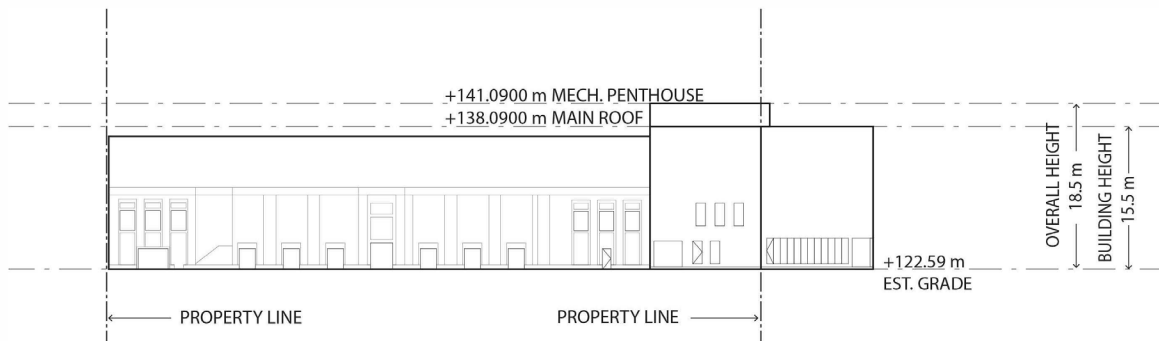 +141.0900 m MECH. PENTHOUSE
+138.0900 m MAIN ROOF
OVERALL HEIGHT
18.5 m
BUILDING HEIGHT
15.5 m
+122.59 m
EST. GRADE
PROPERTY LINE
PROPERTY LINE